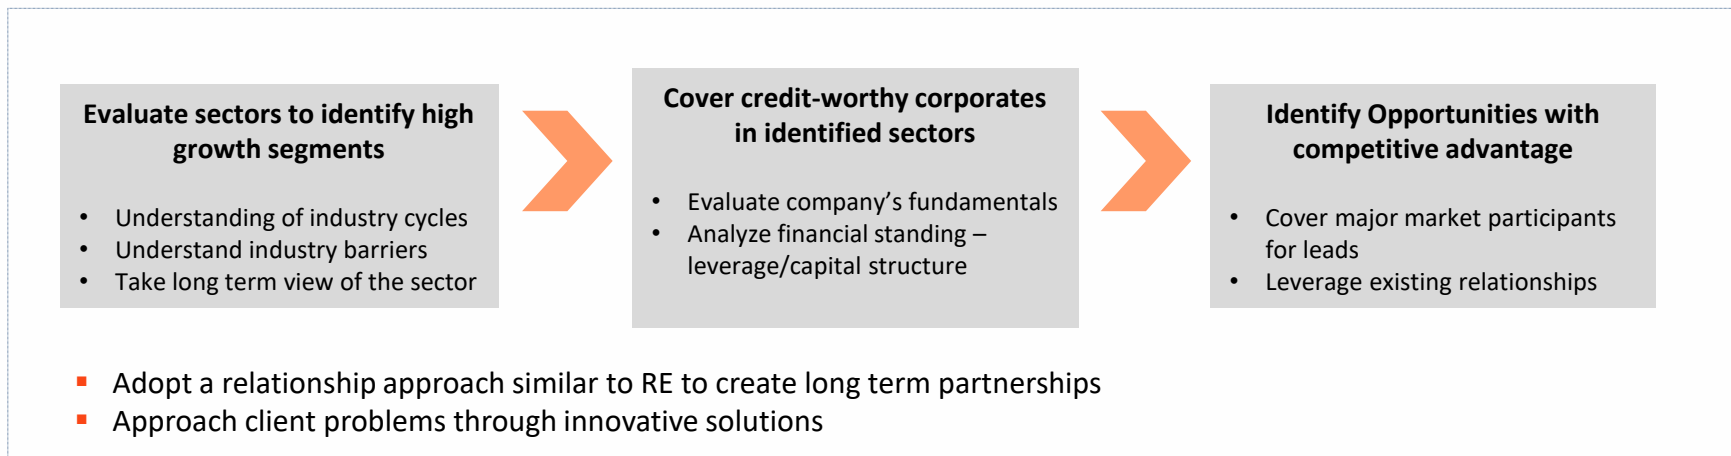 Evaluate sectors to identify high
growth segments
• Understanding of industry cycles
• Understand industry barriers
• Take long term view of the sector
Cover credit-worthy corporates
in identified sectors
• Evaluate company’s fundamentals
• Analyze financial standing –
leverage/capital structure
Identify Opportunities with
competitive advantage
• Cover major market participants
for leads
• Leverage existing relationships
▪ Adopt a relationship approach similar to RE to create long term partnerships
▪ Approach client problems through innovative solutions